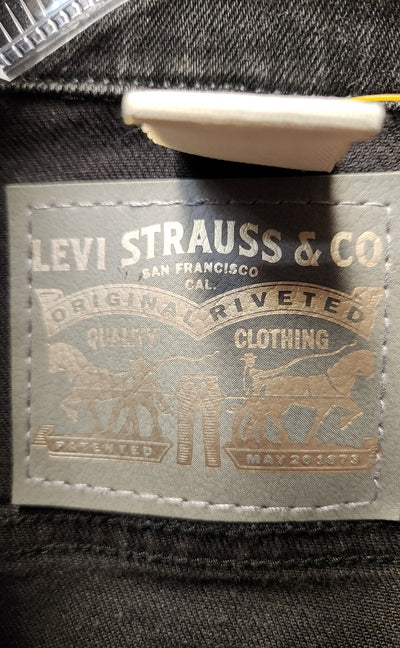 LEVI STRAUSS & CO
SAN FRANCISCO
CAL.
ORIGINAL RIVETED
QUALITY CLOTHING
PATENTED MAY 20 1873